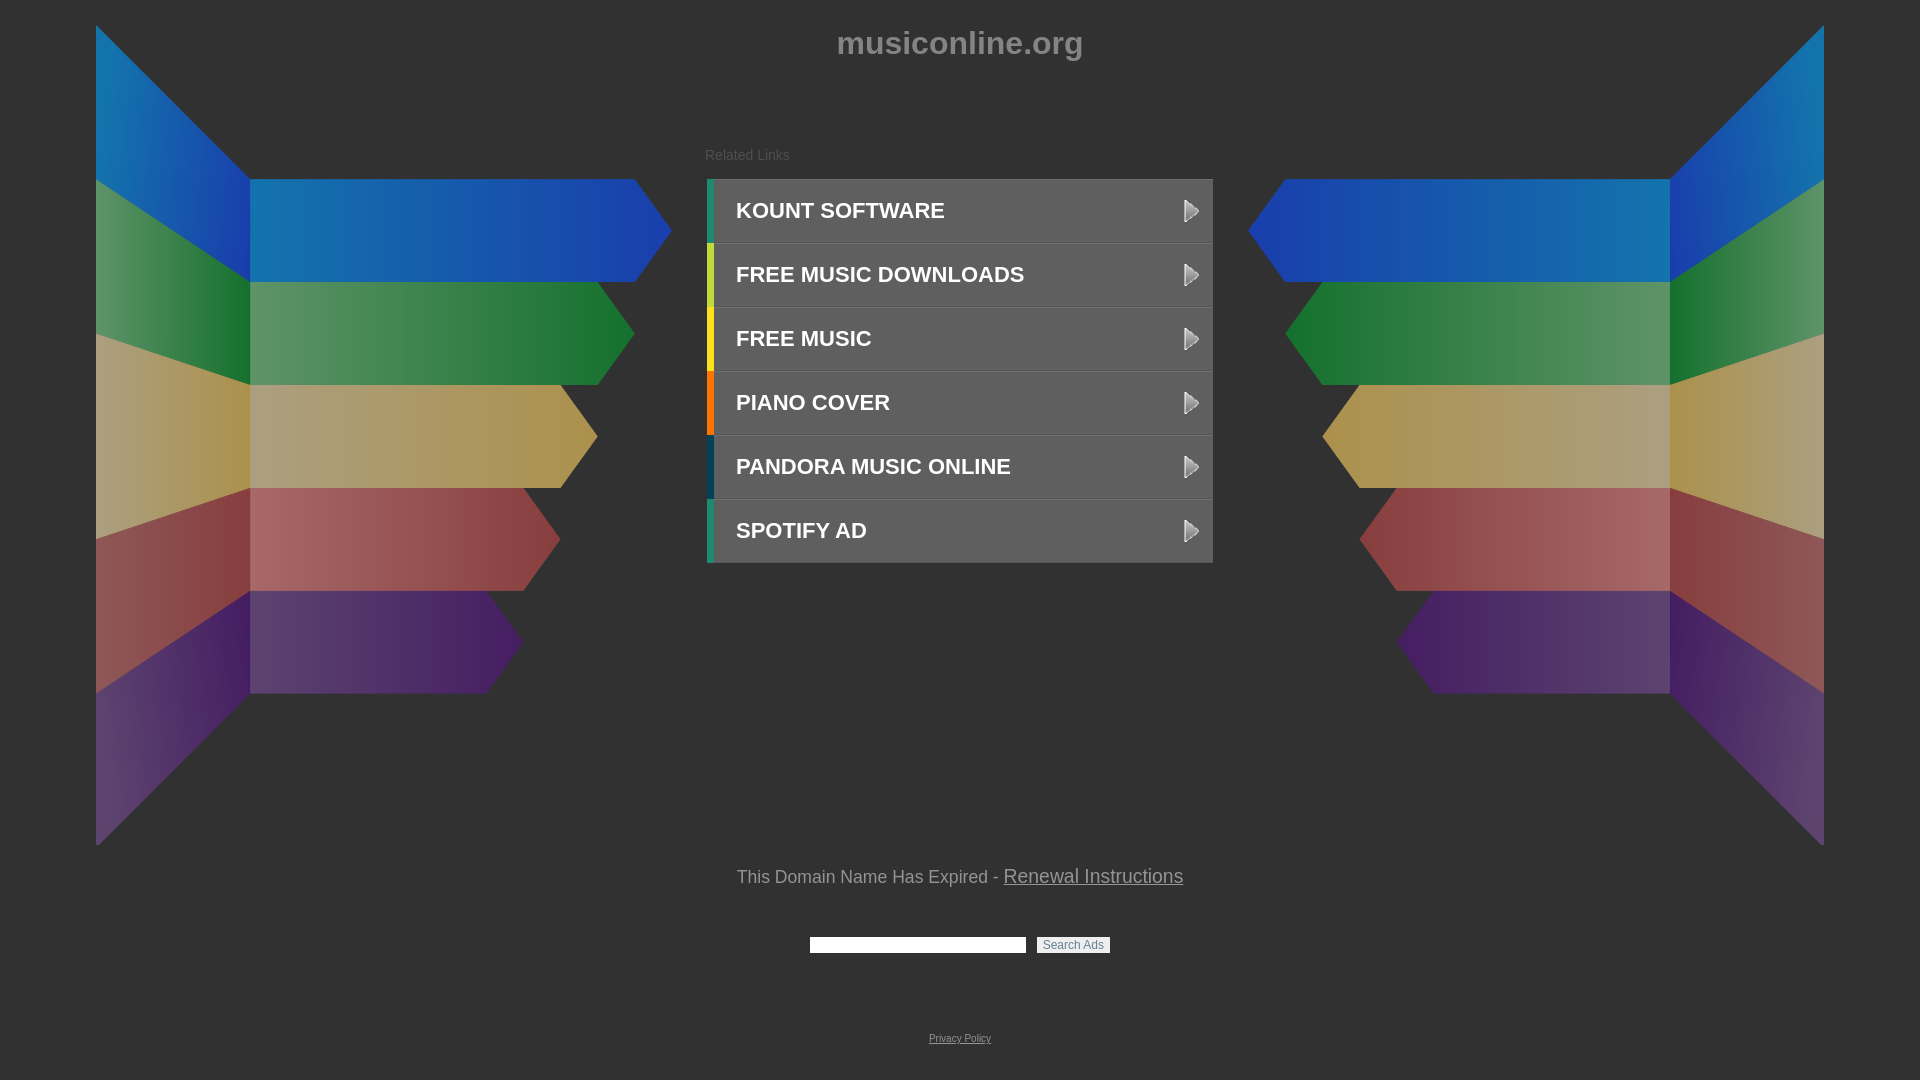 musiconline.org
Related Links
KOUNT SOFTWARE
FREE MUSIC DOWNLOADS
FREE MUSIC
PIANO COVER
PANDORA MUSIC ONLINE
SPOTIFY AD
This Domain Name Has Expired - Renewal Instructions
Search Ads
Privacy Policy